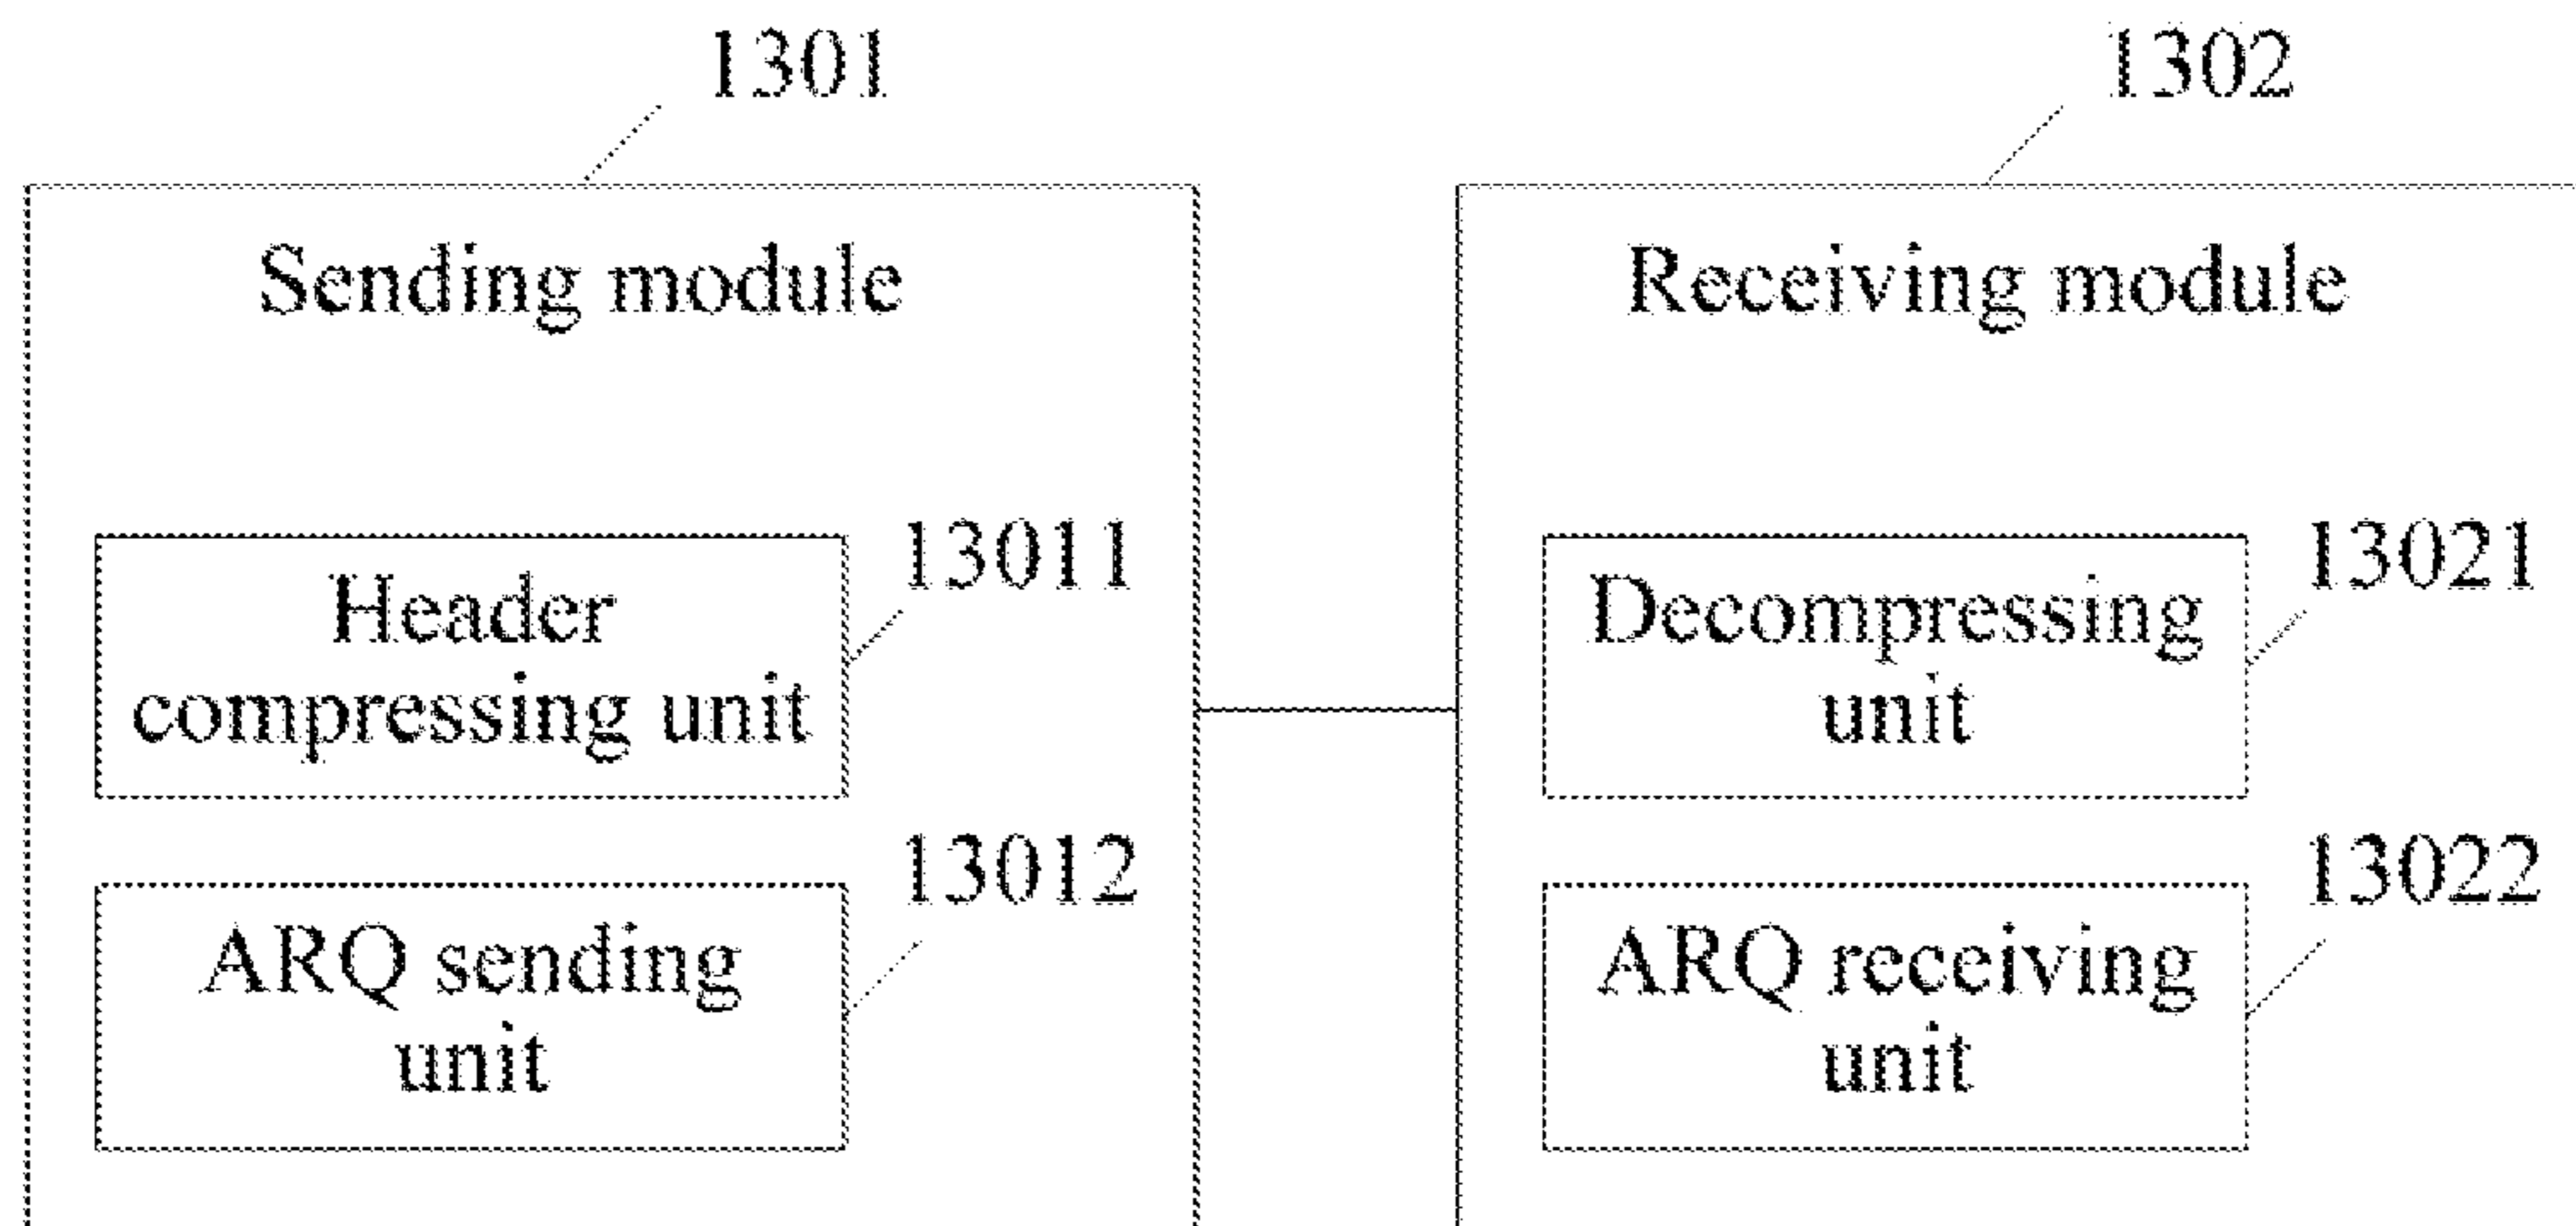 1301
1302
Sending module
Receiving module
13011
Header
compressing unit
13021
Decompressing
unit
13012
ARQ sending
unit
13022
ARQ receiving
unit